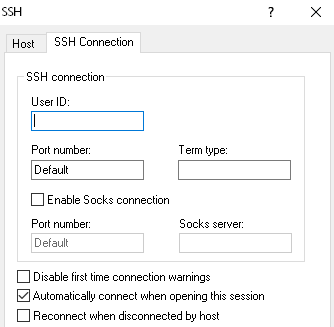 SSH ? ×
Host SSH Connection
SSH connection
User ID:
Port number: Term type:
Default
Enable Socks connection
Port number: Socks server:
Default
Disable first time connection warnings
Automatically connect when opening this session
Reconnect when disconnected by host